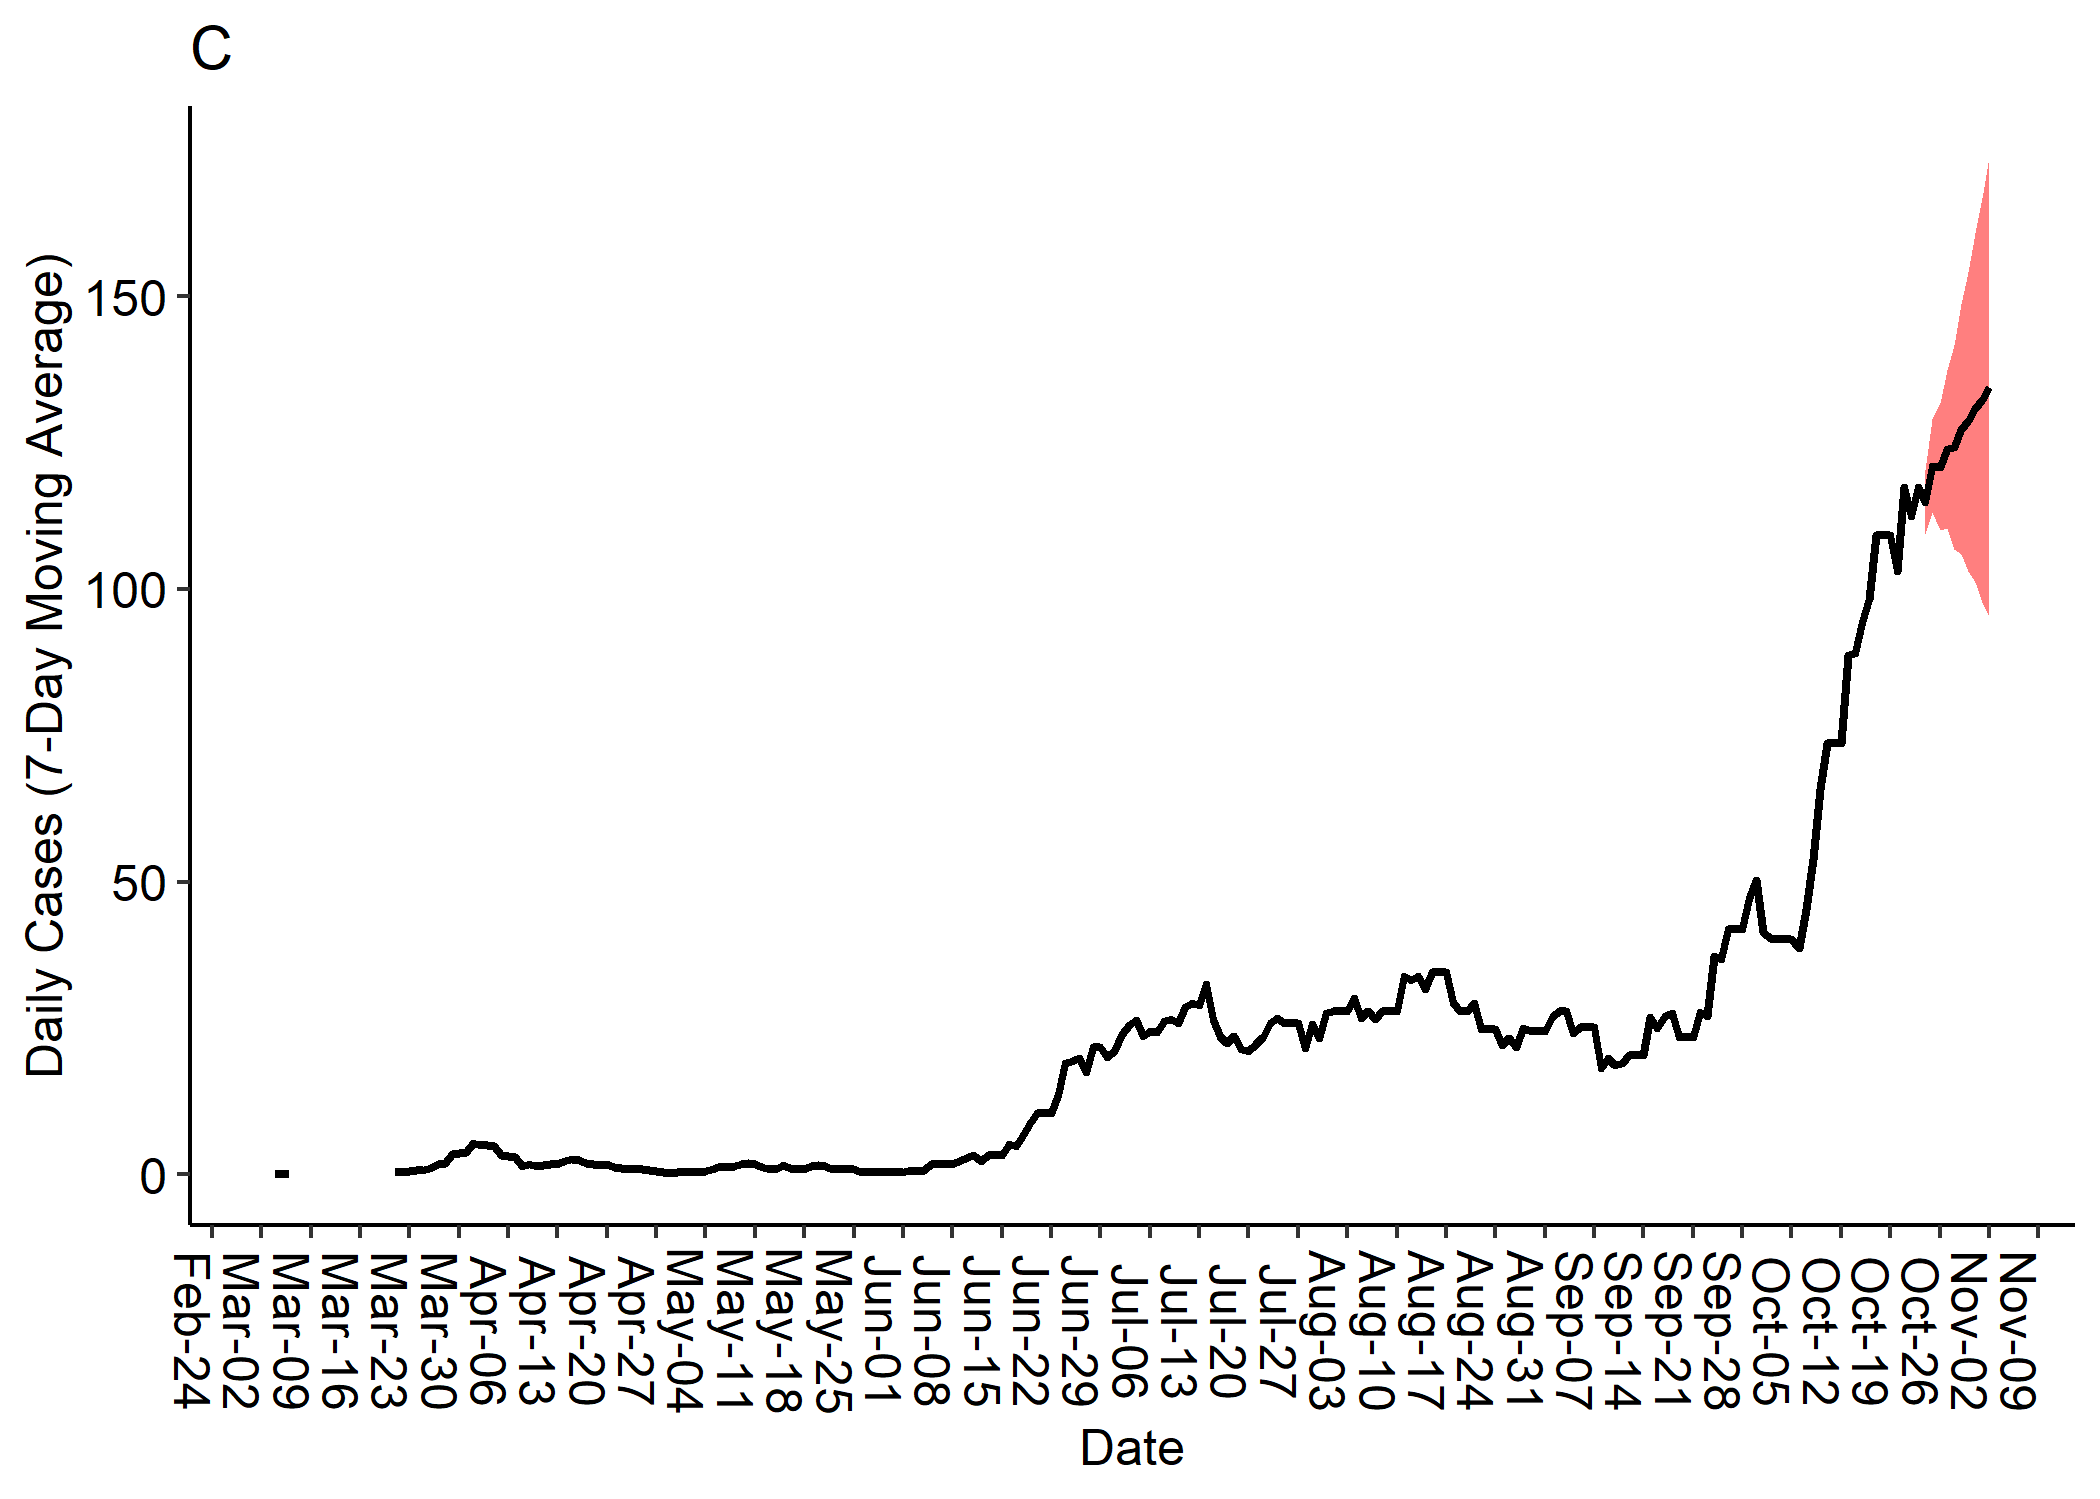 C
Daily Cases (7-Day Moving Average)
150
100
50
0
Feb-24
Mar-02
Mar-09
Mar-16
Mar-23
Mar-30
Apr-06
Apr-13
Apr-20
Apr-27
May-04
May-11
May-18
May-25
Jun-01
Jun-08
Jun-15
Jun-22
Jun-29
Jul-06
Jul-13
Jul-20
Jul-27
Aug-03
Aug-10
Aug-17
Aug-24
Aug-31
Sep-07
Sep-14
Sep-21
Sep-28
Oct-05
Oct-12
Oct-19
Oct-26
Nov-02
Nov-09
Date